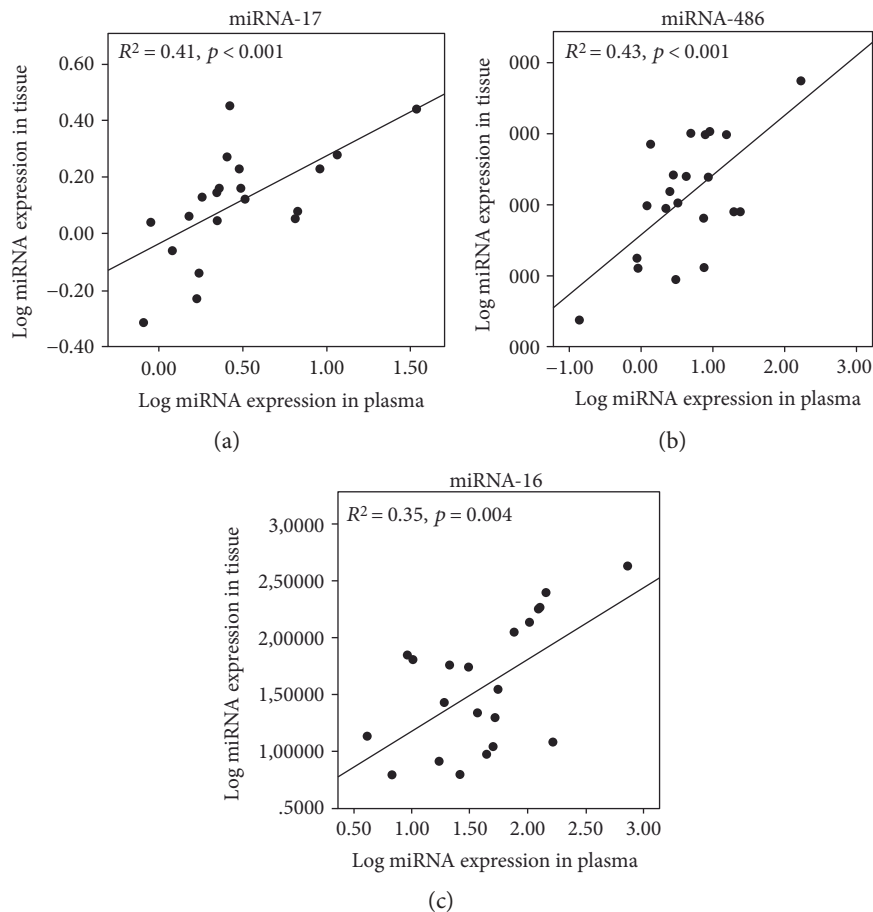 miRNA-17
R² = 0.41, p < 0.001
0.60
0.40
0.20
0.00
−0.20
−0.40
Log miRNA expression in tissue
0.00
0.50
1.00
1.50
Log miRNA expression in plasma
(a)
miRNA-486
R² = 0.43, p < 0.001
000
000
000
000
000
Log miRNA expression in tissue
−1.00
0.00
1.00
2.00
3.00
Log miRNA expression in plasma
(b)
miRNA-16
R² = 0.35, p = 0.004
3,0000
2,50000
2,00000
1,50000
1,00000
.5000
Log miRNA expression in tissue
0.50
1.00
1.50
2.00
2.50
3.00
Log miRNA expression in plasma
(c)